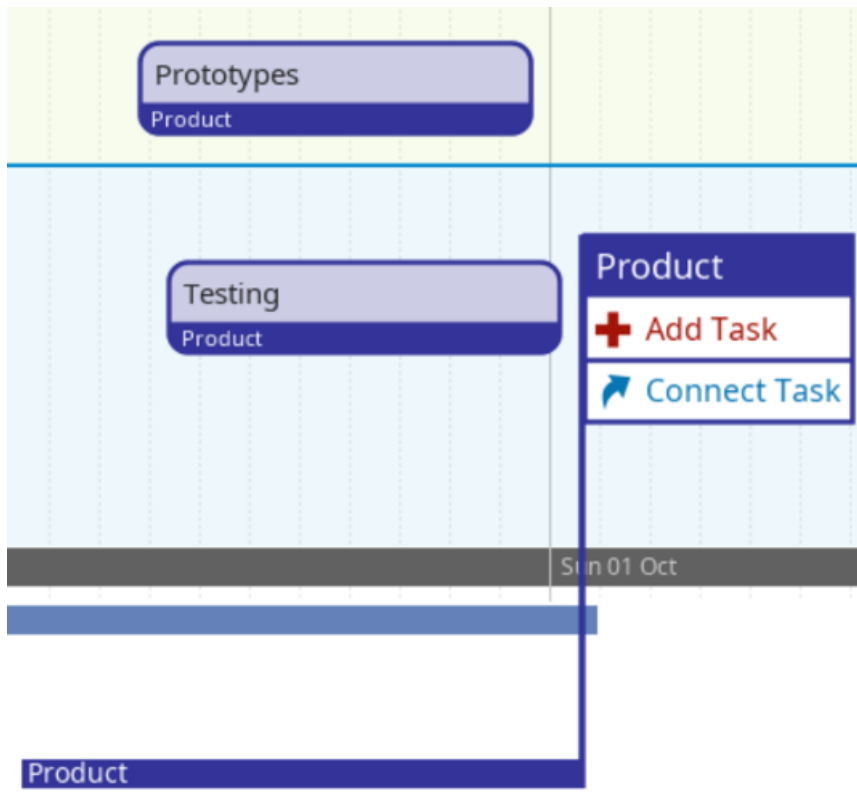 Prototypes
Product
Testing
Product
Product
Add Task
Connect Task
Sun 01 Oct
Product